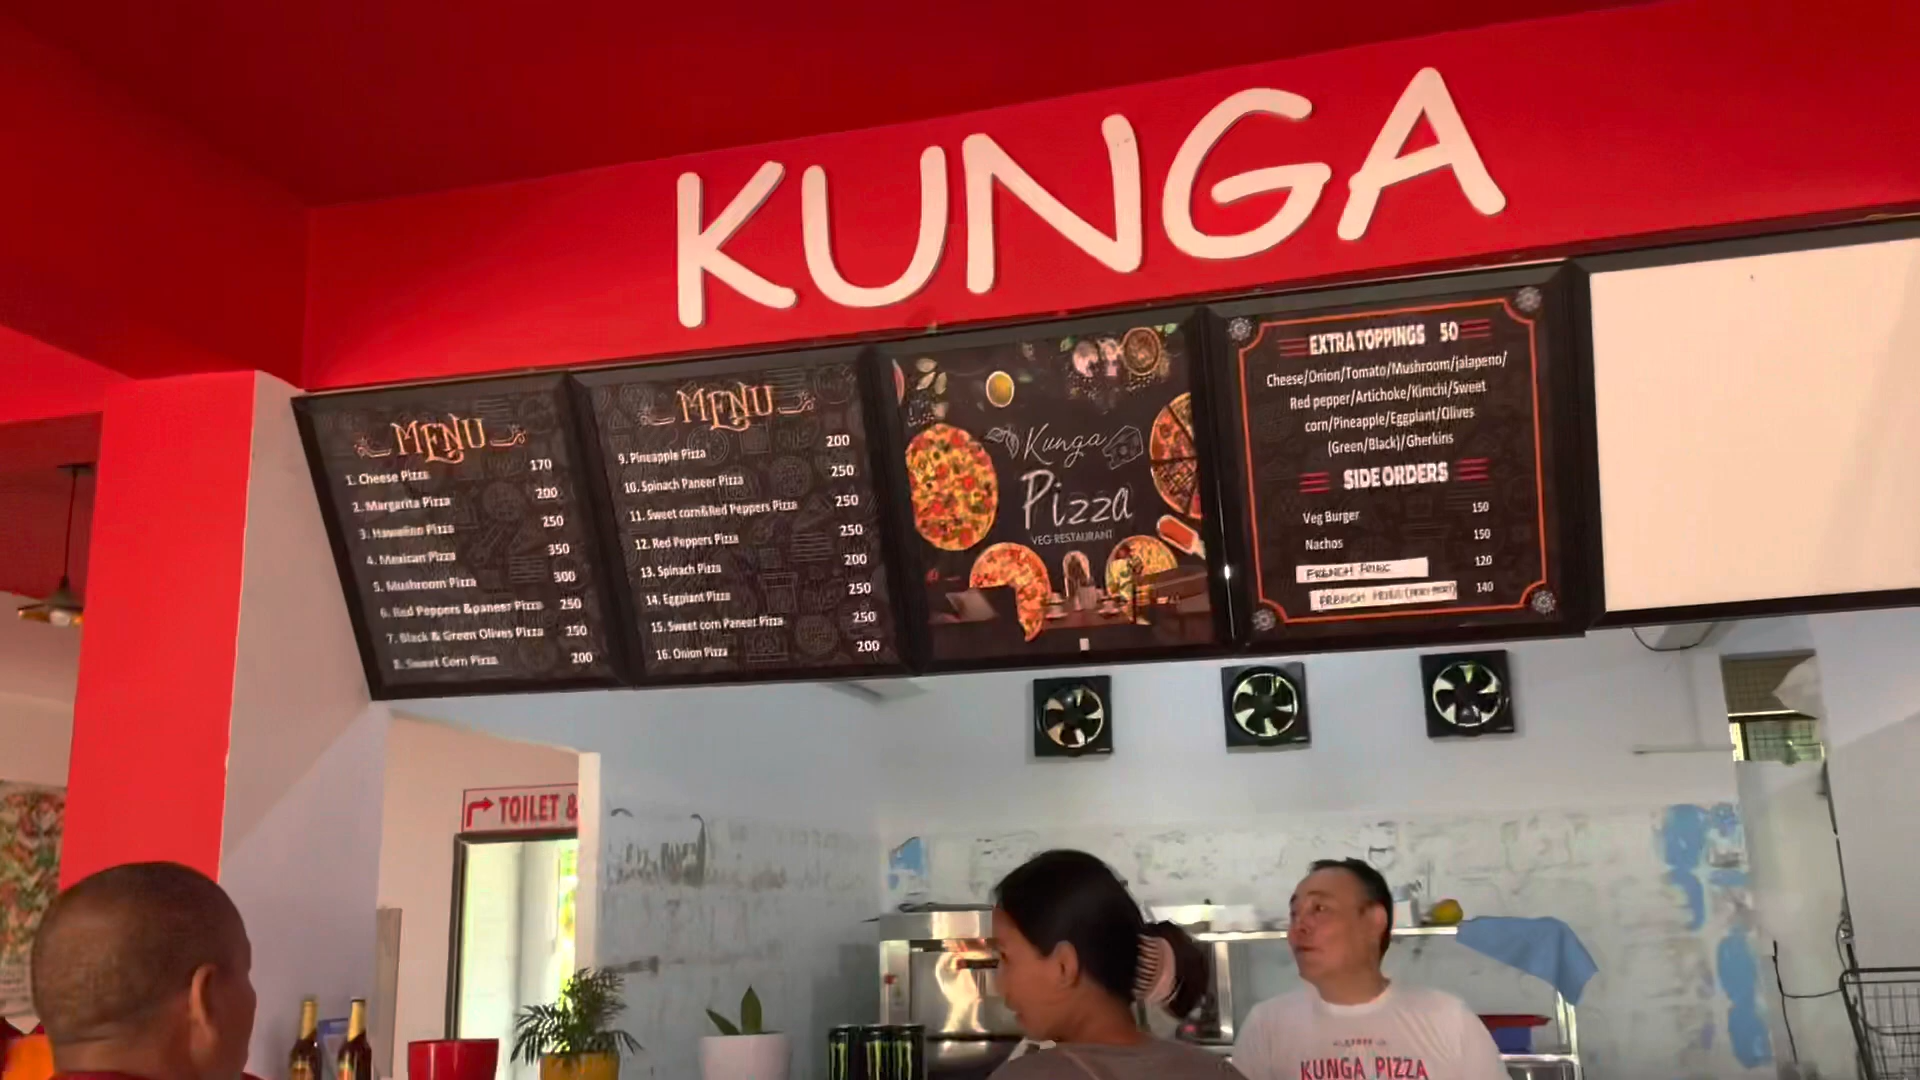 KUNGA
MENU
1. Cheese Pizza 170
2. Margarita Pizza 200
3. Hawaiian Pizza 250
4. Mexican Pizza 350
5. Mushroom Pizza 300
6. Red Peppers &paneer Pizza 250
7. Black & Green Olives Pizza 250
8. Sweet Corn Pizza 200
MENU
9. Pineapple Pizza 200
10. Spinach Paneer Pizza 250
11. Sweet corn&Red Peppers Pizza 250
12. Red Peppers Pizza 250
13. Spinach Pizza 200
14. Eggplant Pizza 250
15. Sweet corn Paneer Pizza 250
16. Onion Pizza 200
Kunga
Pizza
VEG RESTAURANT
EXTRA TOPPINGS 50
Cheese/Onion/Tomato/Mushroom/jalapeno/
Red pepper/Artichoke/Kimchi/Sweet
corn/Pineapple/Eggplant/Olives
(Green/Black)/Gherkins
SIDE ORDERS
Veg Burger 150
Nachos 150
FRENCH FRIES 120
FRENCH FRIES 140
TOILET &
KUNGA PIZZA